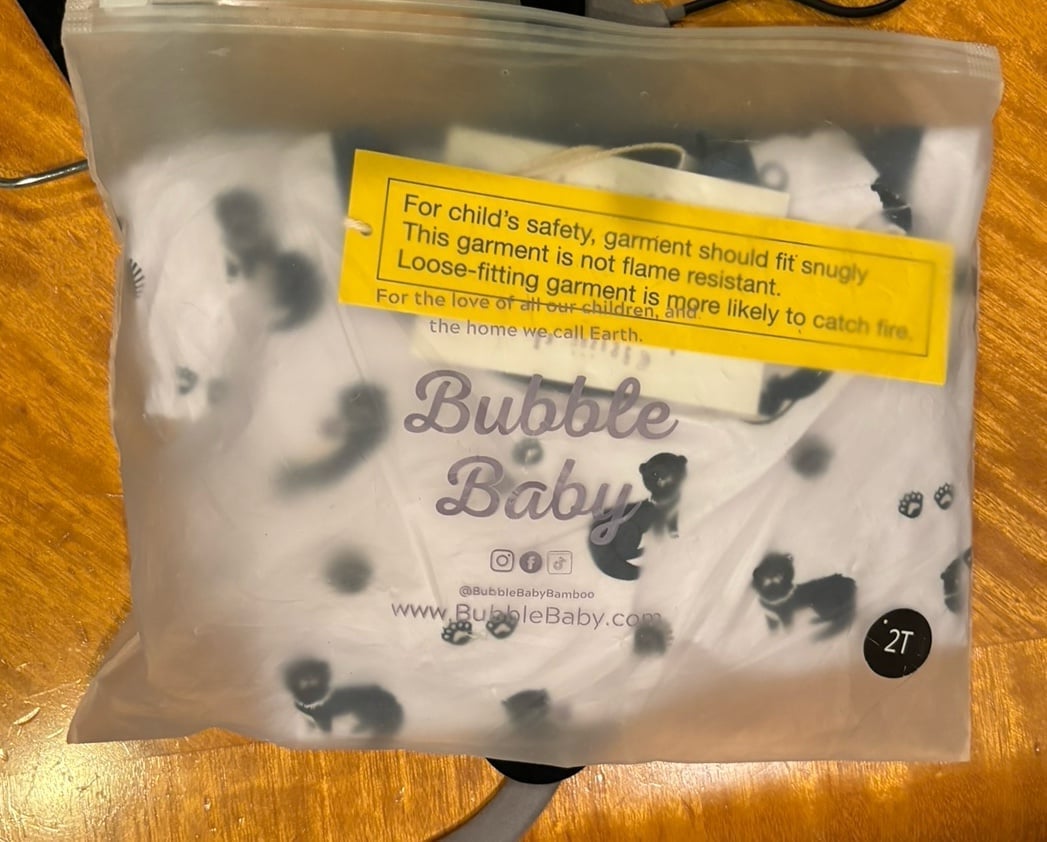 For child's safety, garment should fit snugly
This garment is not flame resistant.
Loose-fitting garment is more likely to catch fire.
For the love of all our children, and
the home we call Earth.
Bubble
Baby
@BubbleBabyBamboo
www.BubbleBaby.com
2T